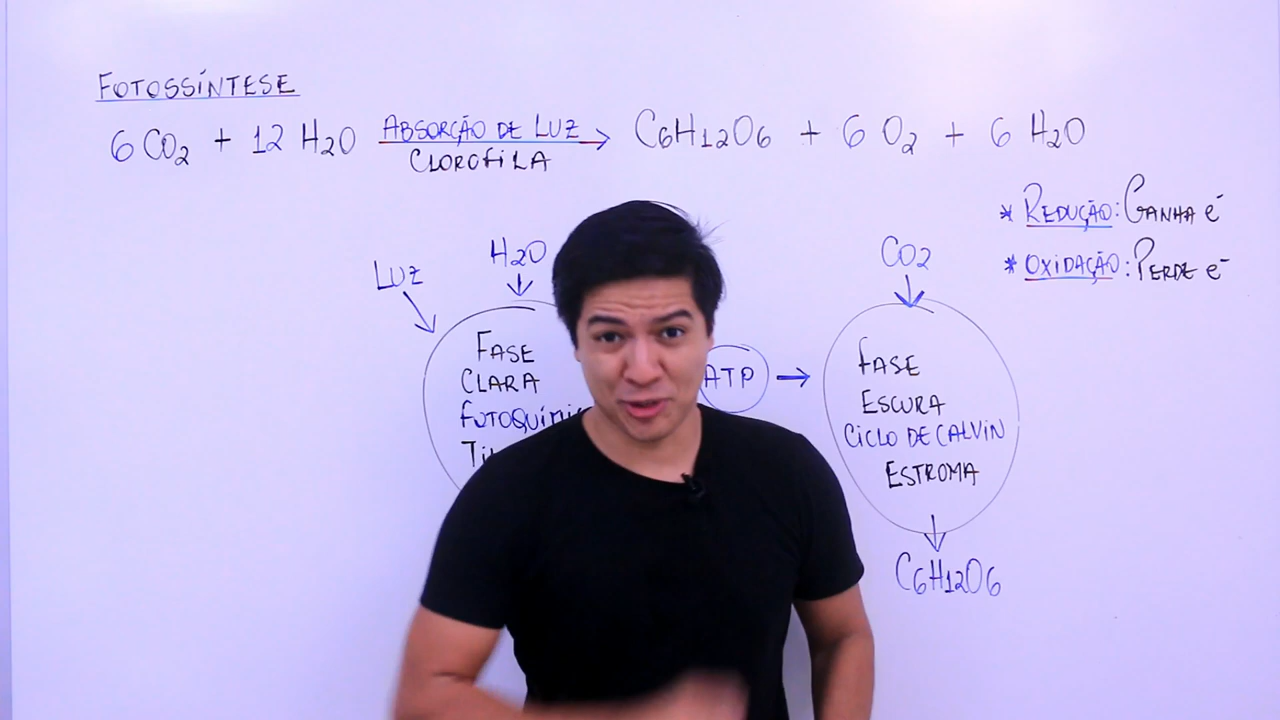 FOTOSSÍNTESE
6 CO2 + 12 H2O ABSORÇÃO DE LUZ → C6H12O6 + 6 O2 + 6 H2O
CLOROFILA
* REDUÇÃO: GANHA é
* OXIDAÇÃO: PERDE e-
LUZ
H2O
FASE
CLARA
ATP →
CO2
FASE
ESCURA
CICLO DE CALVIN
ESTROMA
C6H12O6